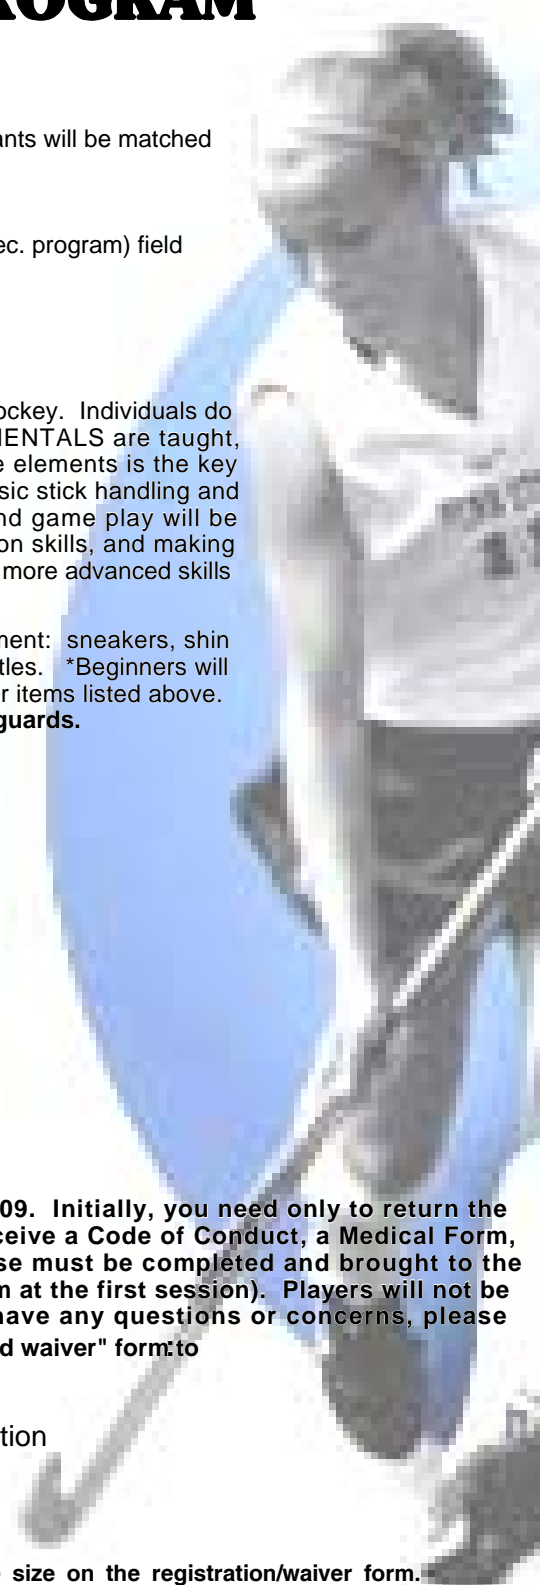 ROGRAM
ants will be matched
ec. program) field
ockey. Individuals do
MENTALS are taught,
e elements is the key
sic stick handling and
nd game play will be
on skills, and making
more advanced skills
ment: sneakers, shin
tles. *Beginners will
r items listed above.
guards.
09. Initially, you need only to return the
ceive a Code of Conduct, a Medical Form,
se must be completed and brought to the
m at the first session). Players will not be
have any questions or concerns, please
d waiver" form:to
tion
e size on the registration/waiver form.